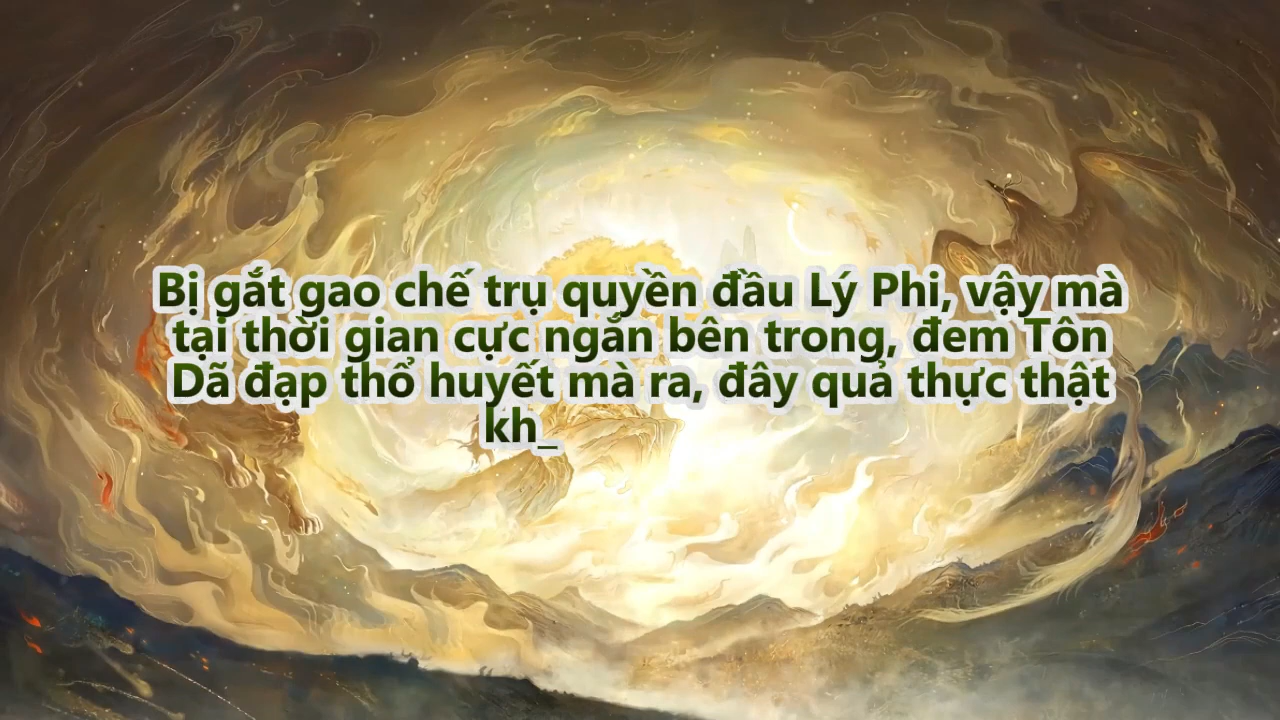 Bị gắt gao chế trụ quyền đầu Lý Phi, vậy mà
tại thời gian cực ngắn bên trong, đem Tôn
Dã đạp thổ huyết mà ra, đây quả thực thật
kh_